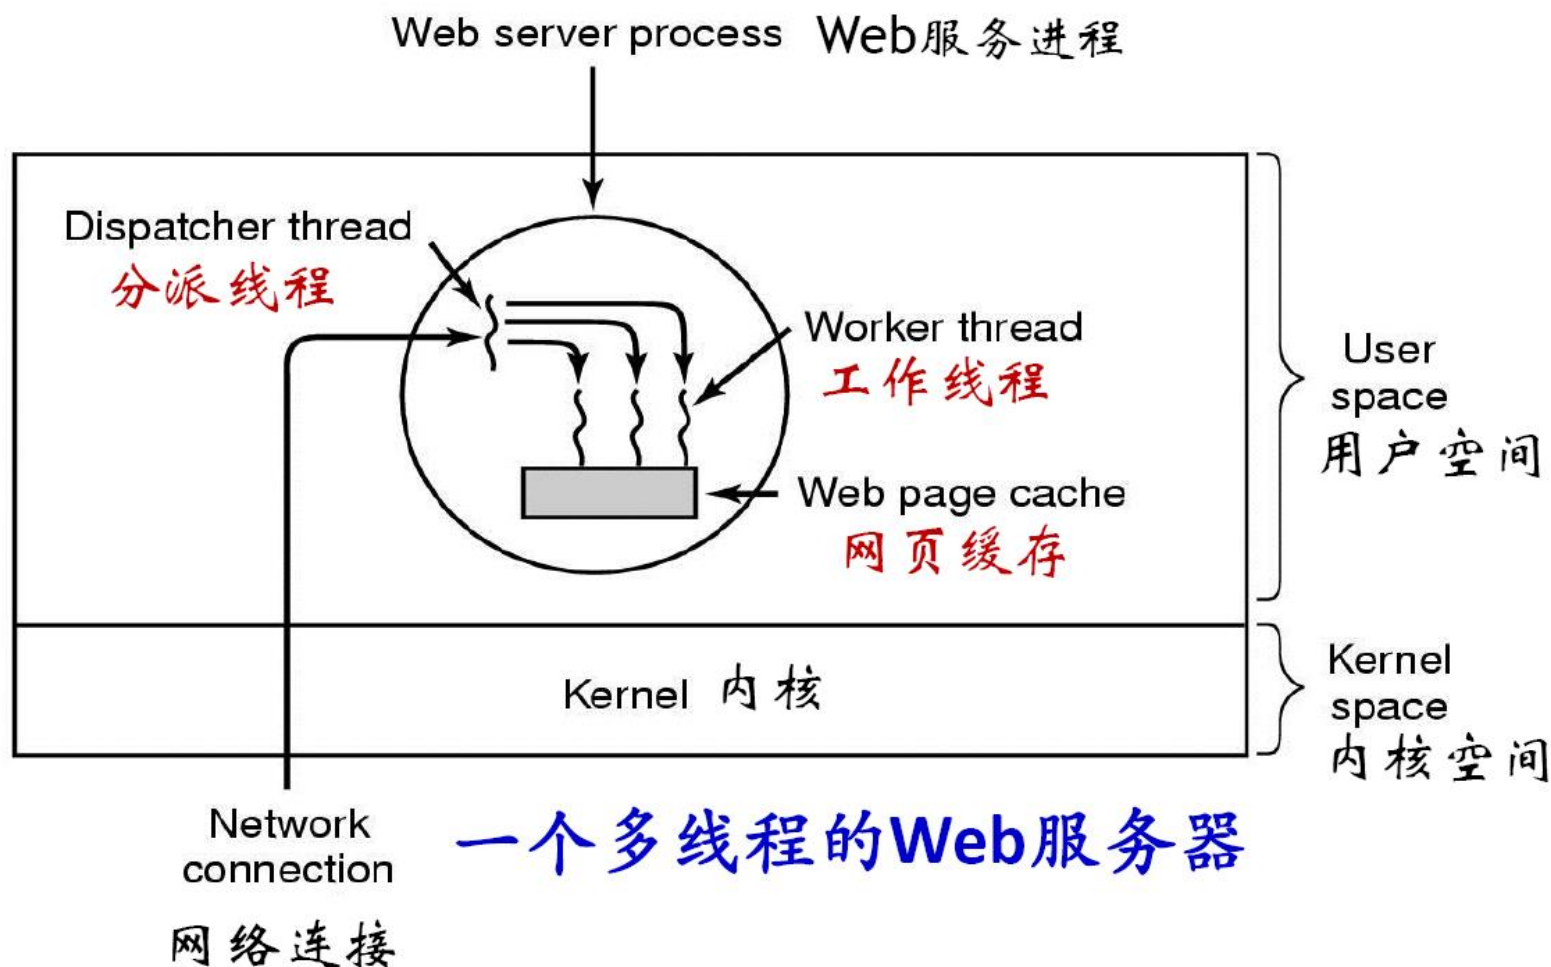 Web server process Web服务进程
Dispatcher thread
分派线程
Worker thread
工作线程
User
space
用户空间
Web page cache
网页缓存
Kernel 内核
Kernel
space
内核空间
Network
connection
网络连接
一个多线程的Web服务器